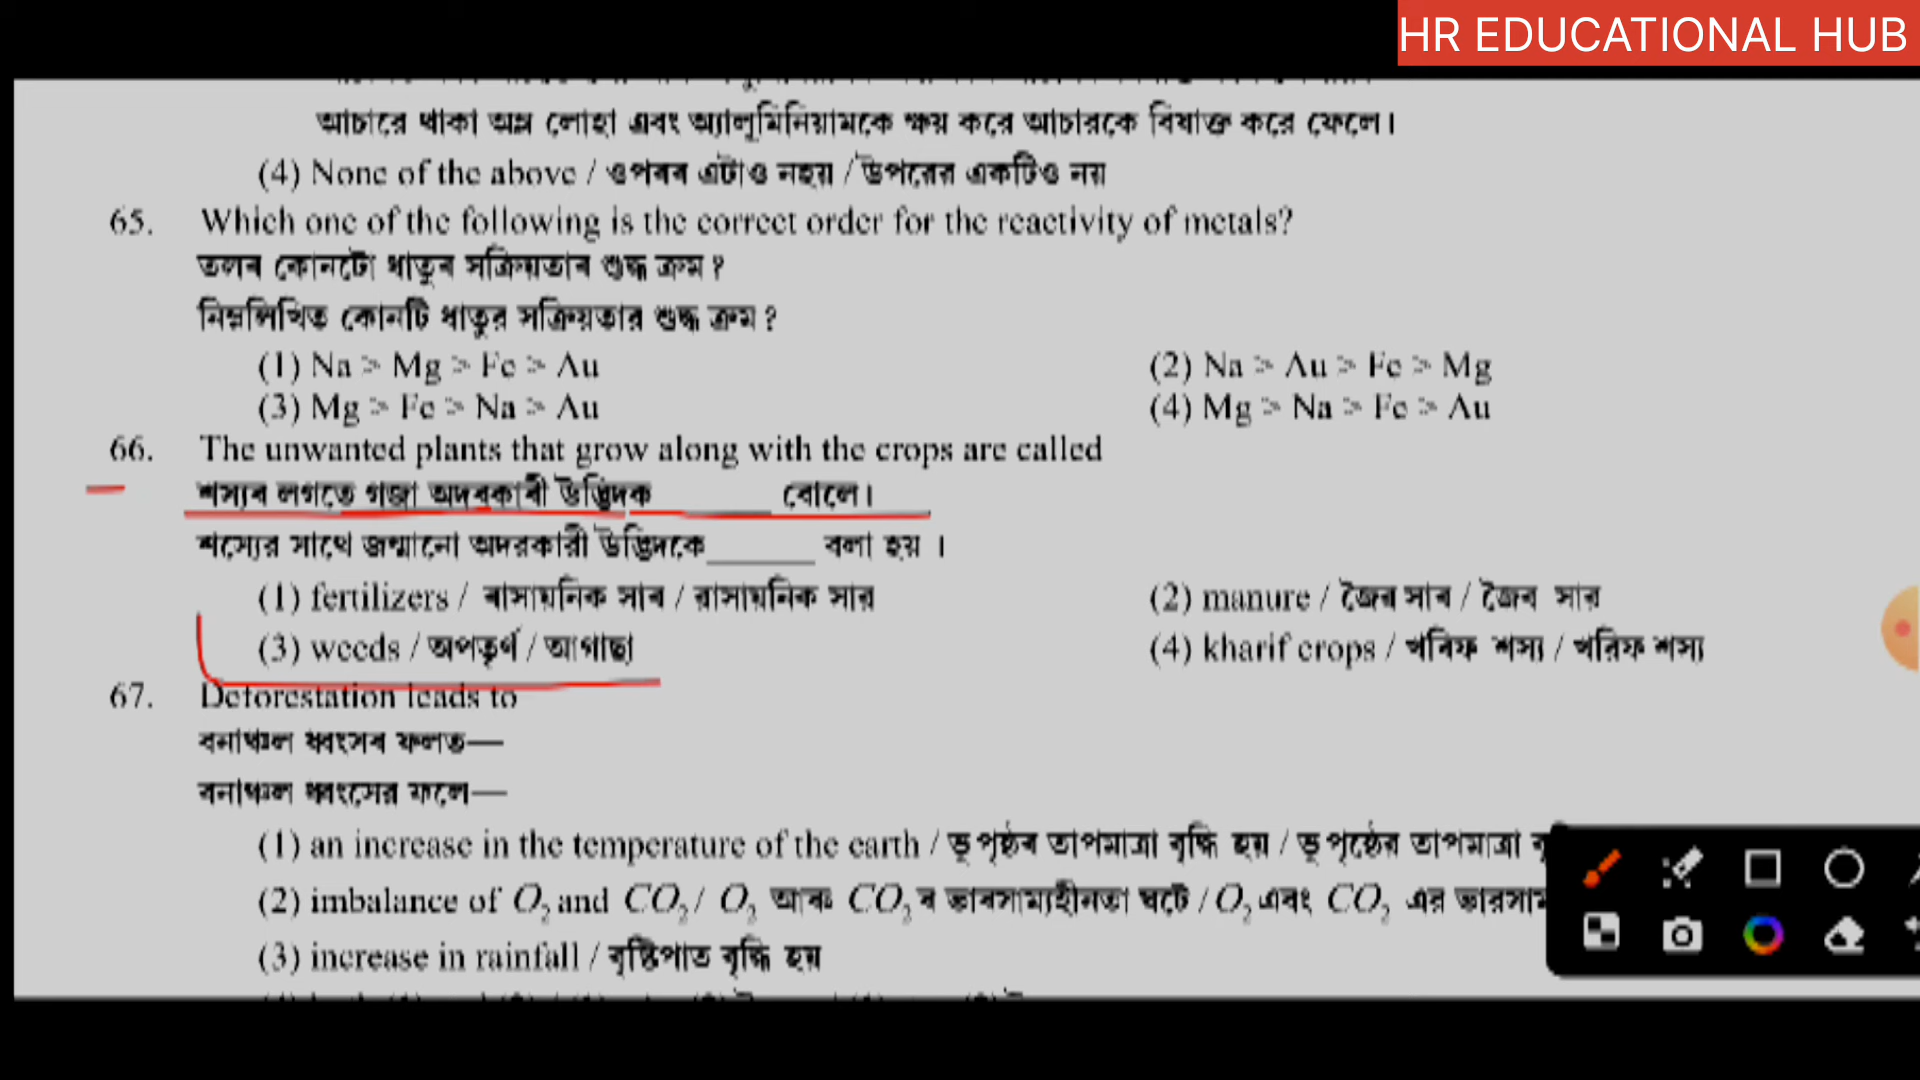 HR EDUCATIONAL HUB
আচারে থাকা অম্ল লোহা এবং অ্যালুমিনিয়ামকে ক্ষয় করে আচারকে বিষাক্ত করে ফেলে।
(4) None of the above / ওপৰৰ এটাও নহয় / উপরের একটিও নয়
65. Which one of the following is the correct order for the reactivity of metals?
তলৰ কোনটো ধাতুৰ সক্ৰিয়তাৰ শুদ্ধ ক্ৰম ?
নিম্নলিখিত কোনটি ধাতুর সক্রিয়তার শুদ্ধ ক্রম ?
(1) Na > Mg > Fe > Au (2) Na > Au > Fe > Mg
(3) Mg > Fe > Na > Au (4) Mg > Na > Fe > Au
66. The unwanted plants that grow along with the crops are called
শস্যৰ লগতে গজা অদৰকাৰী উদ্ভিদক ______ বোলে।
শস্যের সাথে জন্মানো অদরকারী উদ্ভিদকে______ বলা হয় ।
(1) fertilizers / ৰাসায়নিক সাৰ / রাসায়নিক সার (2) manure / জৈৱ সাৰ / জৈব সার
(3) weeds / অপতৃণ / আগাছা (4) kharif crops / খৰিফ শস্য / খরিফ শস্য
67. Deforestation leads to
বনাঞ্চল ধ্বংসৰ ফলত—
বনাঞ্চল ধ্বংসের ফলে—
(1) an increase in the temperature of the earth / ভূপৃষ্ঠৰ তাপমাত্ৰা বৃদ্ধি হয় / ভূপৃষ্ঠের তাপমাত্রা
(2) imbalance of O₂ and CO₂ / O₂ আৰু CO₂ ৰ ভাৰসাম্যহীনতা ঘটে / O₂ এবং CO₂ এর
(3) increase in rainfall / বৃষ্টিপাত বৃদ্ধি হয়